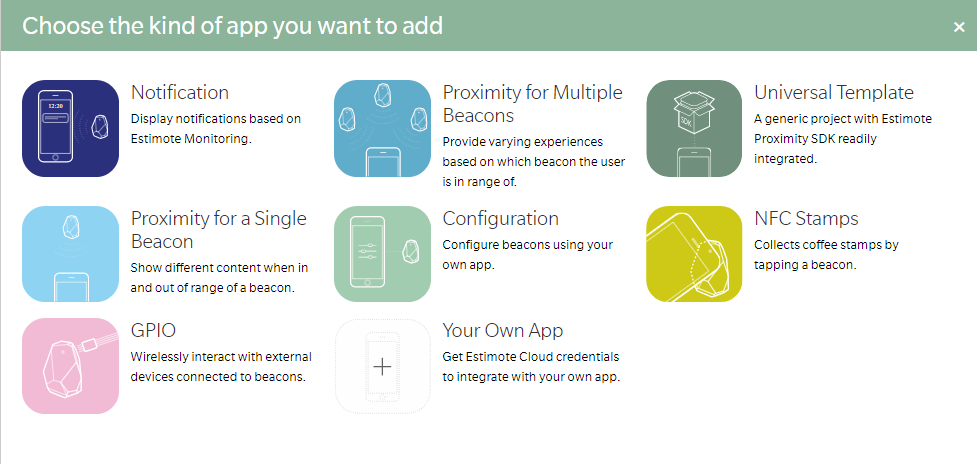 Choose the kind of app you want to add
×
Notification
Display notifications based on
Estimote Monitoring.
12:20
Proximity for Multiple
Beacons
Provide varying experiences
based on which beacon the user
is in range of.
Universal Template
A generic project with Estimote
Proximity SDK readily
integrated.
SDK
Proximity for a Single
Beacon
Show different content when in
and out of range of a beacon.
Configuration
Configure beacons using your
own app.
NFC Stamps
Collects coffee stamps by
tapping a beacon.
GPIO
Wirelessly interact with external
devices connected to beacons.
Your Own App
Get Estimote Cloud credentials
to integrate with your own app.